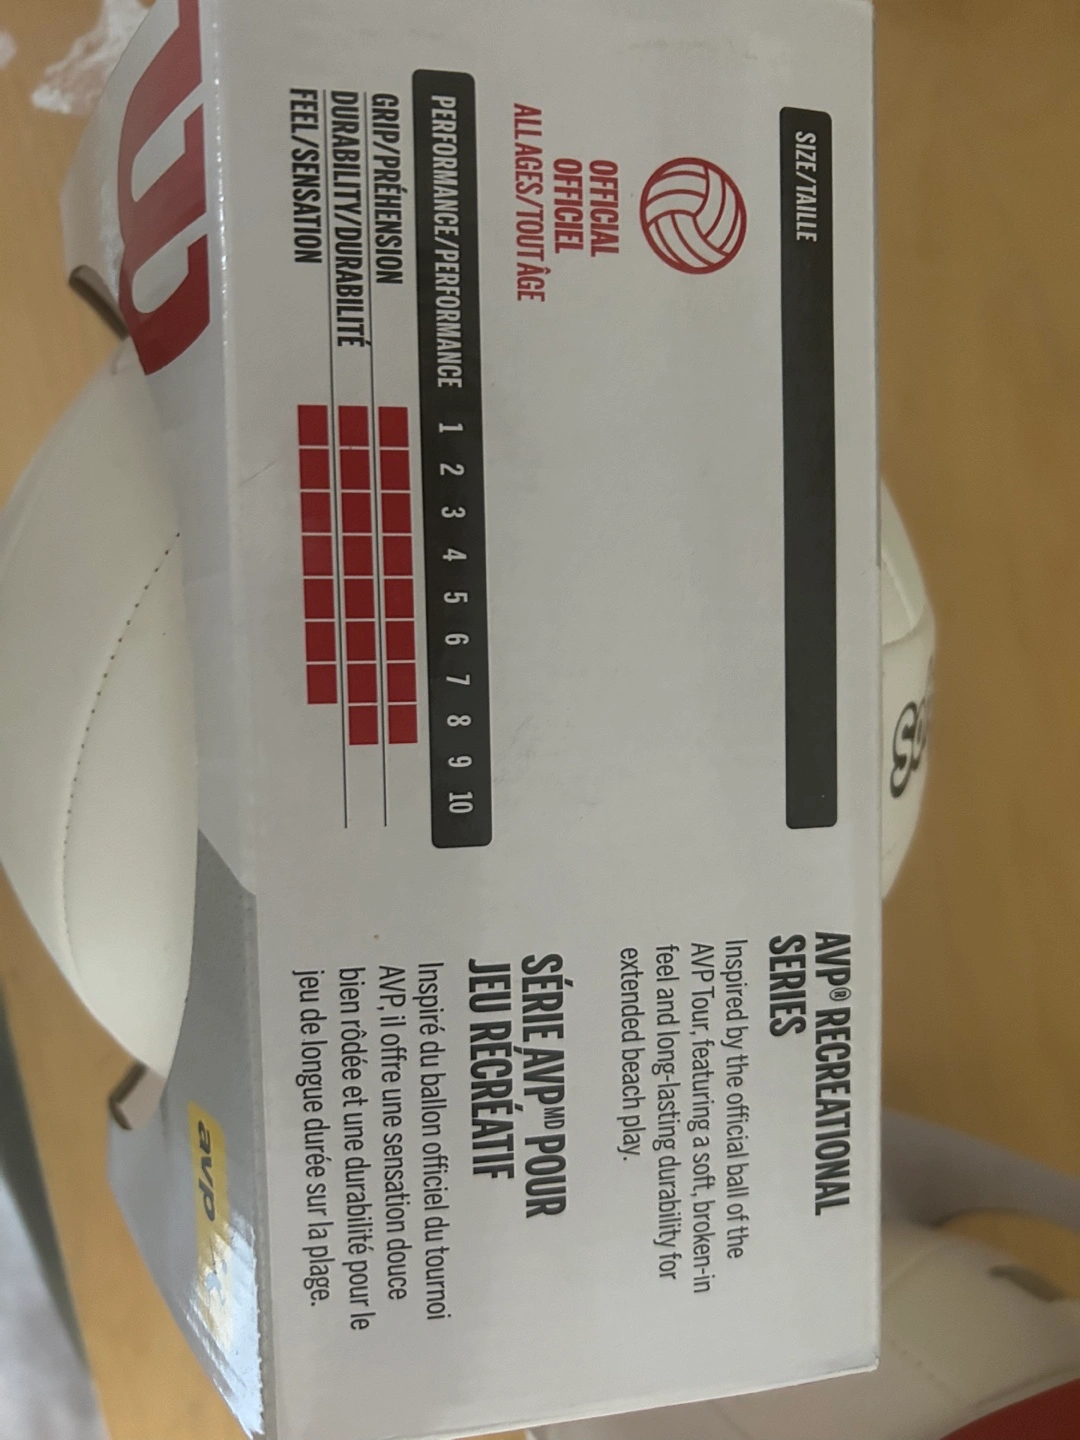 SIZE/TAILLE
OFFICIAL
OFFICIEL
ALL AGES/TOUT ÂGE
PERFORMANCE/PERFORMANCE 1 2 3 4 5 6 7 8 9 10
GRIP/PRÉHENSION
DURABILITY/DURABILITÉ
FEEL/SENSATION
AVP® RECREATIONAL
SERIES
Inspired by the official ball of the
AVP Tour, featuring a soft, broken-in
feel and long-lasting durability for
extended beach play.
SÉRIE AVPMD POUR
JEU RÉCRÉATIF
Inspiré du ballon officiel du tournoi
AVP, il offre une sensation douce
bien rôdée et une durabilité pour le
jeu de longue durée sur la plage.
avp